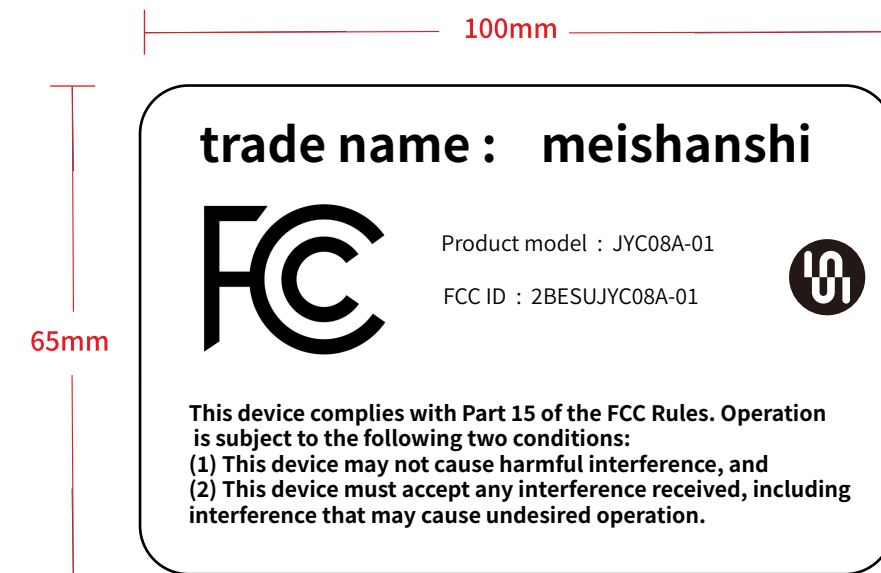 100mm
trade name : meishanshi
FC
Product model : JYC08A-01
FCC ID : 2BESUJYC08A-01
65mm
This device complies with Part 15 of the FCC Rules. Operation
is subject to the following two conditions:
(1) This device may not cause harmful interference, and
(2) This device must accept any interference received, including
interference that may cause undesired operation.